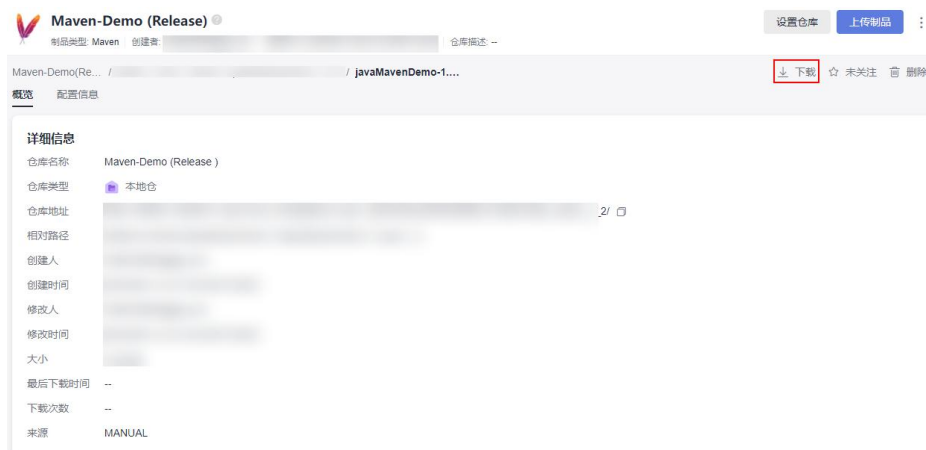 Maven-Demo (Release)
设置仓库 上传制品
制品类型: Maven 创建者: 仓库描述: --
Maven-Demo(Re... / / javaMavenDemo-1....
下载 未关注 删除
概览 配置信息
详细信息
仓库名称 Maven-Demo (Release )
仓库类型 本地仓
仓库地址 _2/
相对路径
创建人
创建时间
修改人
修改时间
大小
最后下载时间 --
下载次数 --
来源 MANUAL